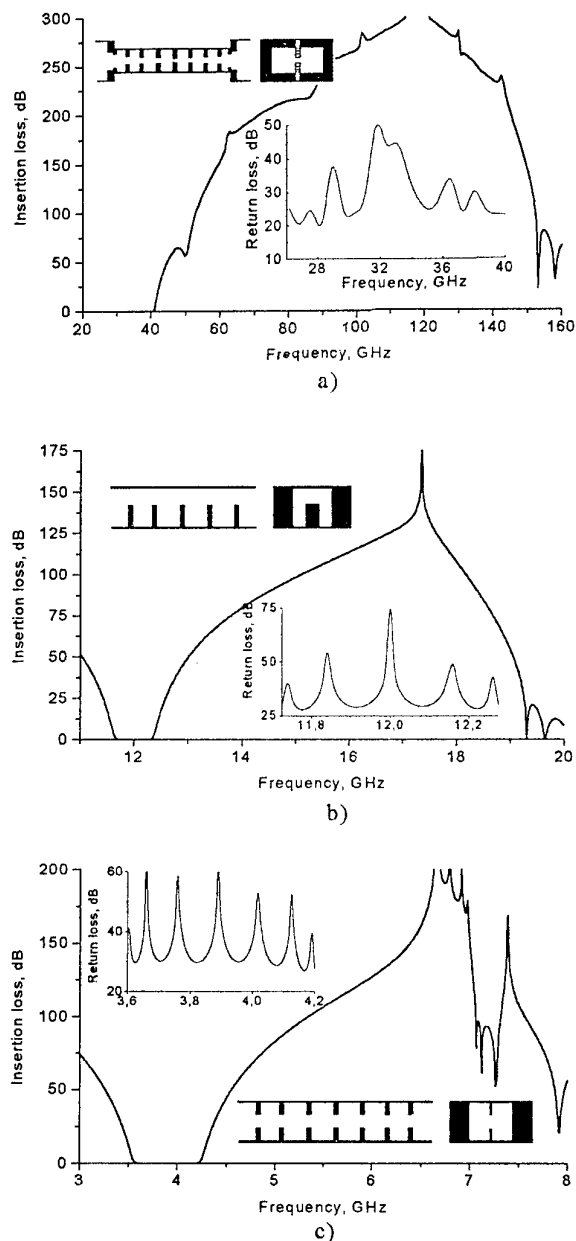 300
250
200
150
100
50
0
Insertion loss, dB
50
40
30
20
10
Return loss, dB
28 32 36 40
Frequency, GHz
20 40 60 80 100 120 140 160
Frequency, GHz
a)
175
150
125
100
75
50
25
0
Insertion loss, dB
75
50
25
Return loss, dB
11,8 12,0 12,2
12 14 16 18 20
Frequency, GHz
b)
200
150
100
50
0
Insertion loss, dB
60
40
20
Return loss, dB
3,6 3,8 4,0 4,2
3 4 5 6 7 8
Frequency, GHz
c)